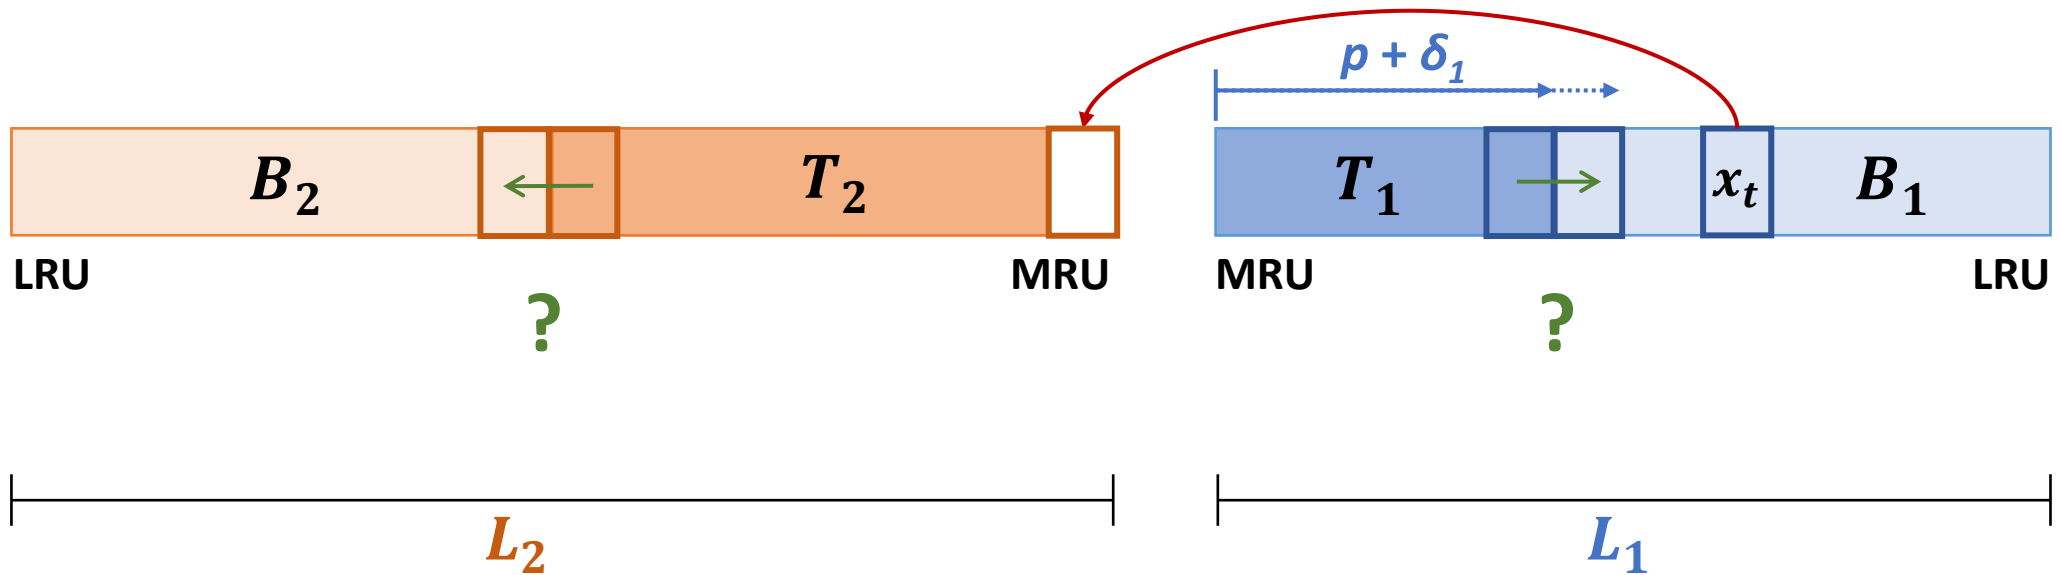 p + δ₁
B₂
T₂
T₁
xₜ
B₁
LRU
MRU
MRU
LRU
?
?
L₂
L₁